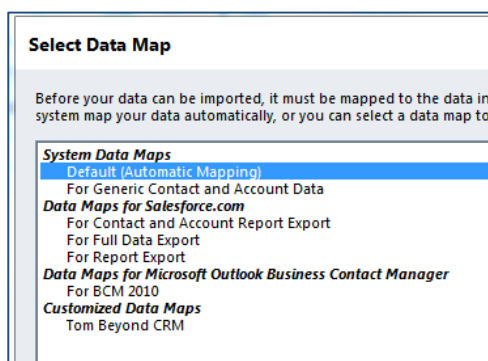 Select Data Map
Before your data can be imported, it must be mapped to the data in
system map your data automatically, or you can select a data map to
System Data Maps
Default (Automatic Mapping)
For Generic Contact and Account Data
Data Maps for Salesforce.com
For Contact and Account Report Export
For Full Data Export
For Report Export
Data Maps for Microsoft Outlook Business Contact Manager
For BCM 2010
Customized Data Maps
Tom Beyond CRM